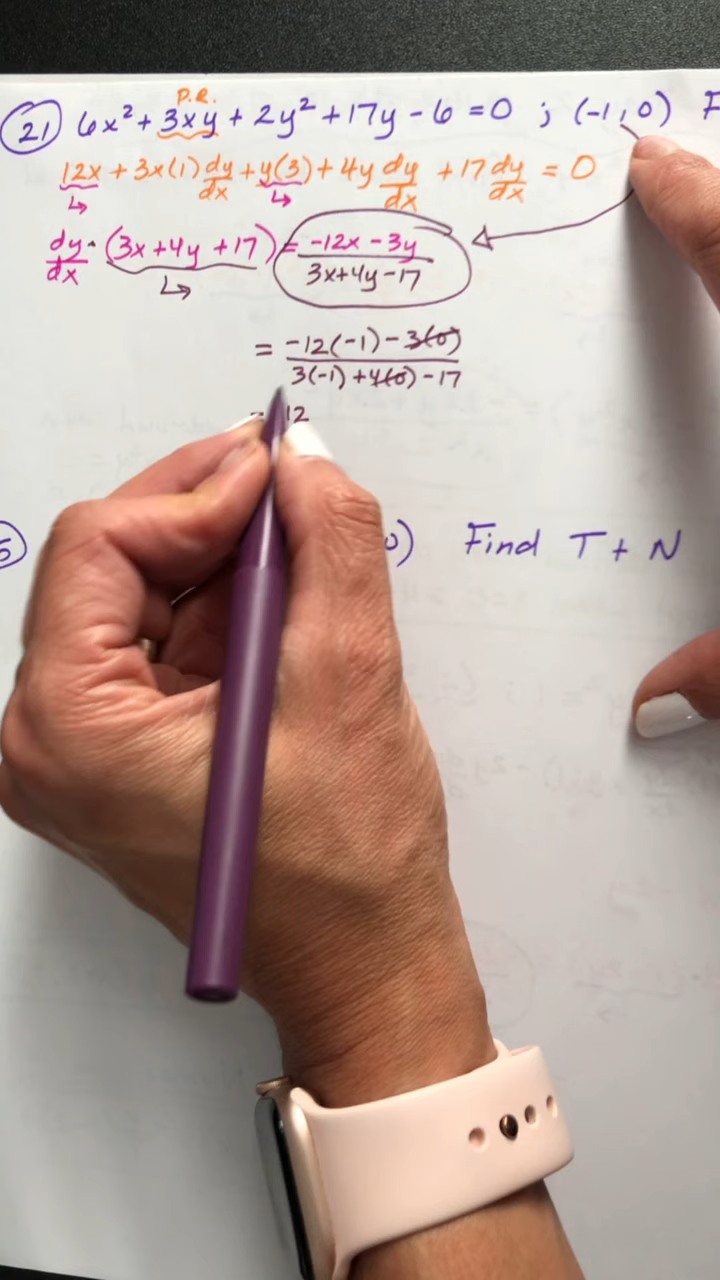 P.R.
21) 6x² + 3xy + 2y² + 17y - 6 = 0 ; (-1, 0) F
12x + 3x(1) dy/dx + y(3) + 4y dy/dx + 17 dy/dx = 0
dy/dx · (3x + 4y + 17) = (-12x - 3y)/(3x + 4y - 17)
= (-12(-1) - 3(0))/(3(-1) + 4(0) - 17)
12
) Find T + N